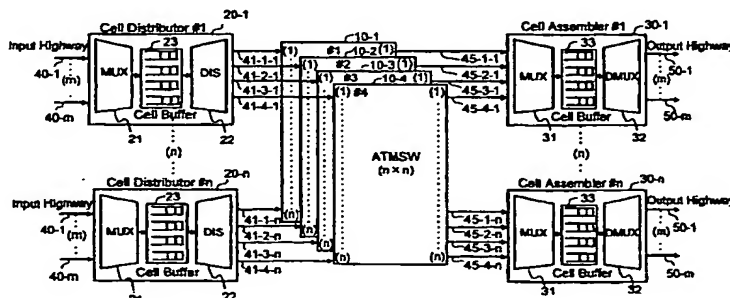 Cell Distributor #1
20-1
Input Highway
40-1
(m)
40-m
MUX
23
DIS
Cell Buffer
21
22
41-1-1
41-2-1
41-3-1
41-4-1
10-1
(1)
#1
10-2
(1)
(1)
#2
10-3
(1)
(1)
#3
10-4
(1)
(1)
#4
(1)
ATMSW
(n × n)
45-1-1
45-2-1
45-3-1
45-4-1
Cell Assembler #1
30-1
MUX
33
DMUX
Cell Buffer
31
32
Output Highway
50-1
(m)
50-m
(n)
(n)
Cell Distributor #n
20-n
Input Highway
40-1
(m)
40-m
MUX
23
DIS
Cell Buffer
21
22
41-1-n
41-2-n
41-3-n
41-4-n
(n)
(n)
(n)
45-1-n
45-2-n
45-3-n
45-4-n
Cell Assembler #n
30-n
MUX
33
DMUX
Cell Buffer
31
32
Output Highway
50-1
(m)
50-m